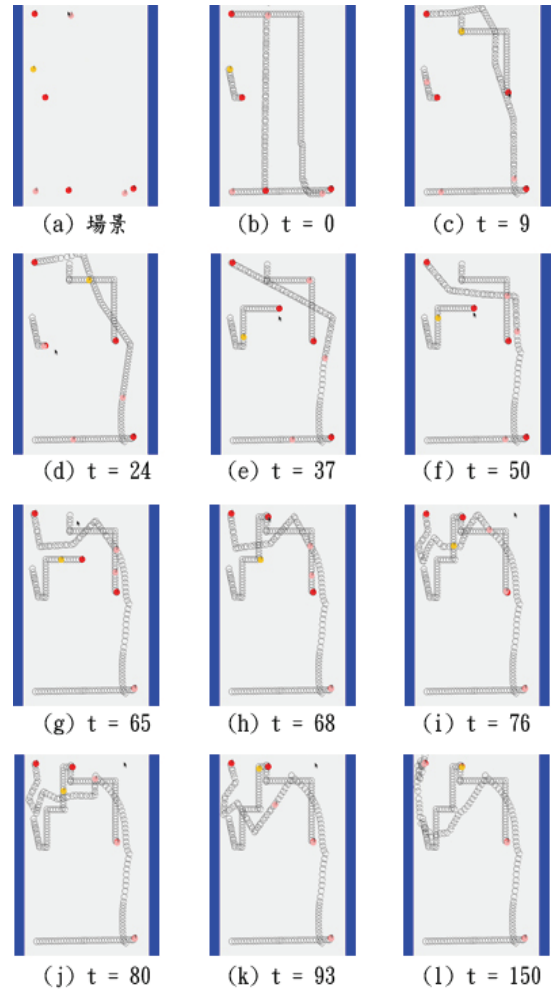 (a) 場景
(b) t = 0
(c) t = 9
(d) t = 24
(e) t = 37
(f) t = 50
(g) t = 65
(h) t = 68
(i) t = 76
(j) t = 80
(k) t = 93
(l) t = 150